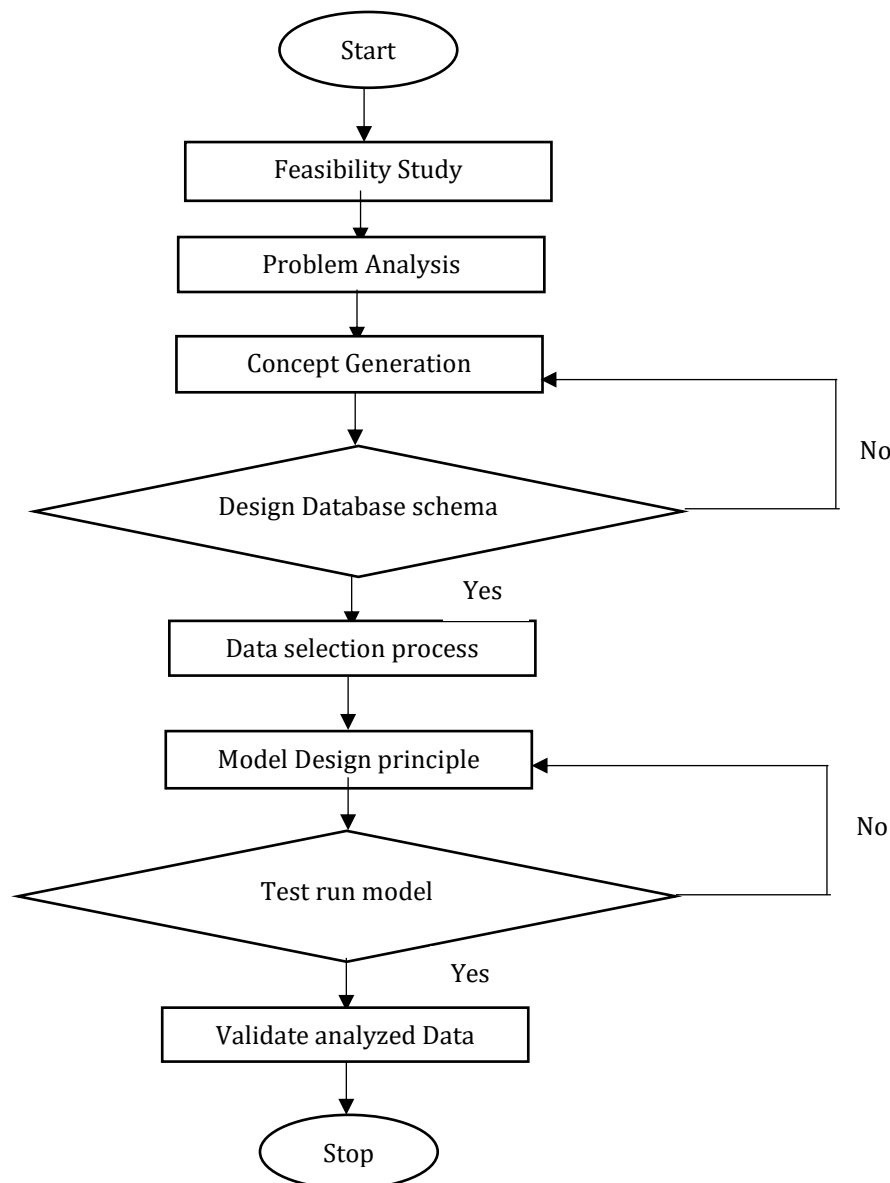 Start
Feasibility Study
Problem Analysis
Concept Generation
No
Design Database schema
Yes
Data selection process
Model Design principle
No
Test run model
Yes
Validate analyzed Data
Stop